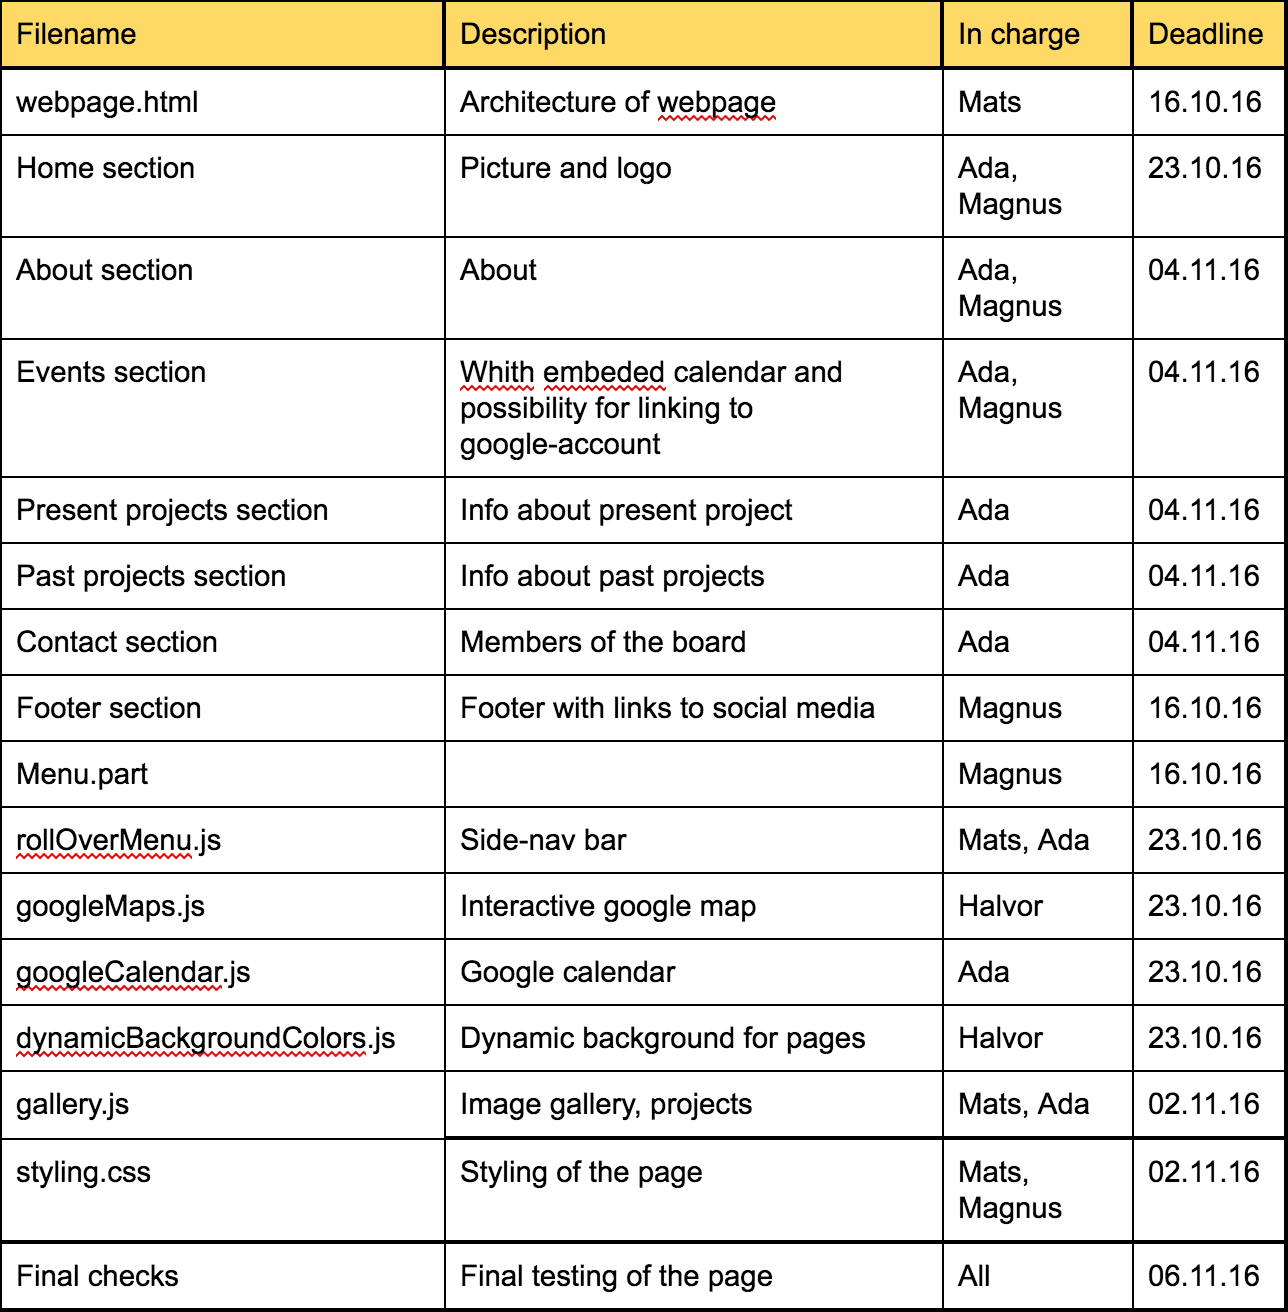 Filename Description In charge Deadline
webpage.html Architecture of webpage Mats 16.10.16
Home section Picture and logo Ada, 23.10.16
Magnus
About section About Ada, 04.11.16
Magnus
Events section Whith embeded calendar and Ada, 04.11.16
possibility for linking to Magnus
google-account
Present projects section Info about present project Ada 04.11.16
Past projects section Info about past projects Ada 04.11.16
Contact section Members of the board Ada 04.11.16
Footer section Footer with links to social media Magnus 16.10.16
Menu.part Magnus 16.10.16
rollOverMenu.js Side-nav bar Mats, Ada 23.10.16
googleMaps.js Interactive google map Halvor 23.10.16
googleCalendar.js Google calendar Ada 23.10.16
dynamicBackgroundColors.js Dynamic background for pages Halvor 23.10.16
gallery.js Image gallery, projects Mats, Ada 02.11.16
styling.css Styling of the page Mats, 02.11.16
Magnus
Final checks Final testing of the page All 06.11.16